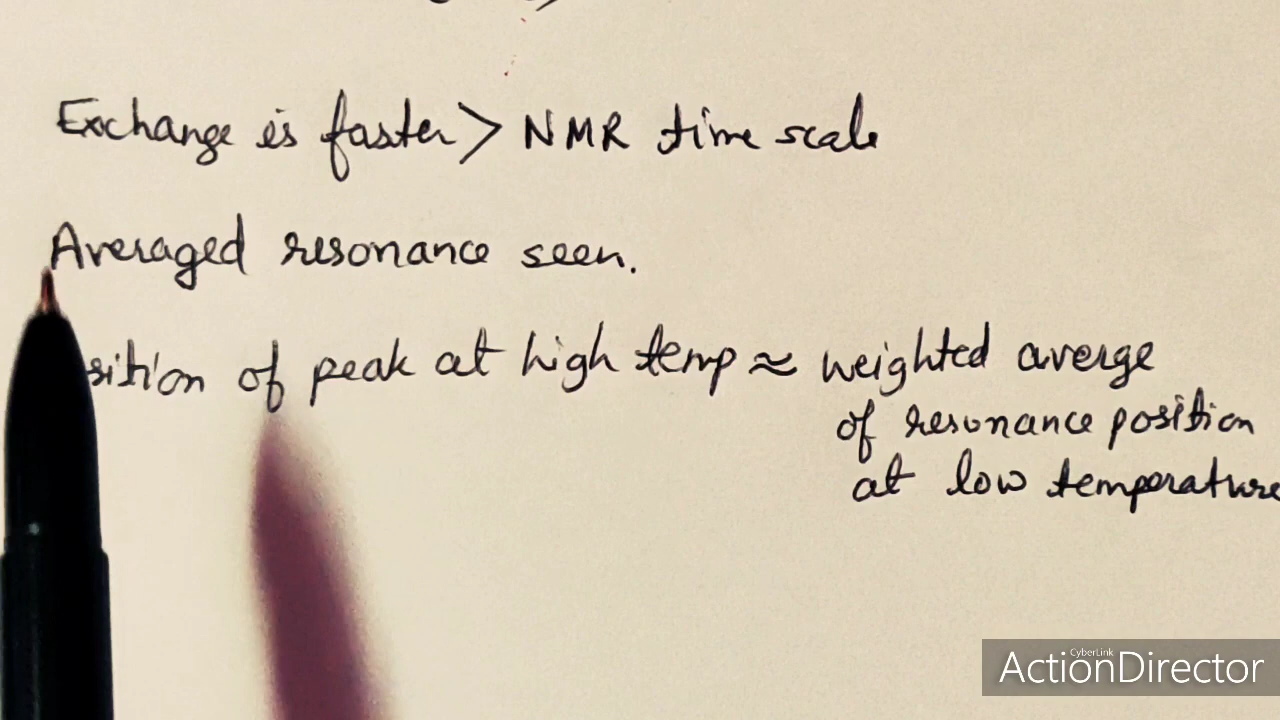 Exchange is faster > NMR time scale
Averaged resonance seen.
sition of peak at high temp ≈ weighted averge
of resonance position
at low temperature
CyberLink
ActionDirector